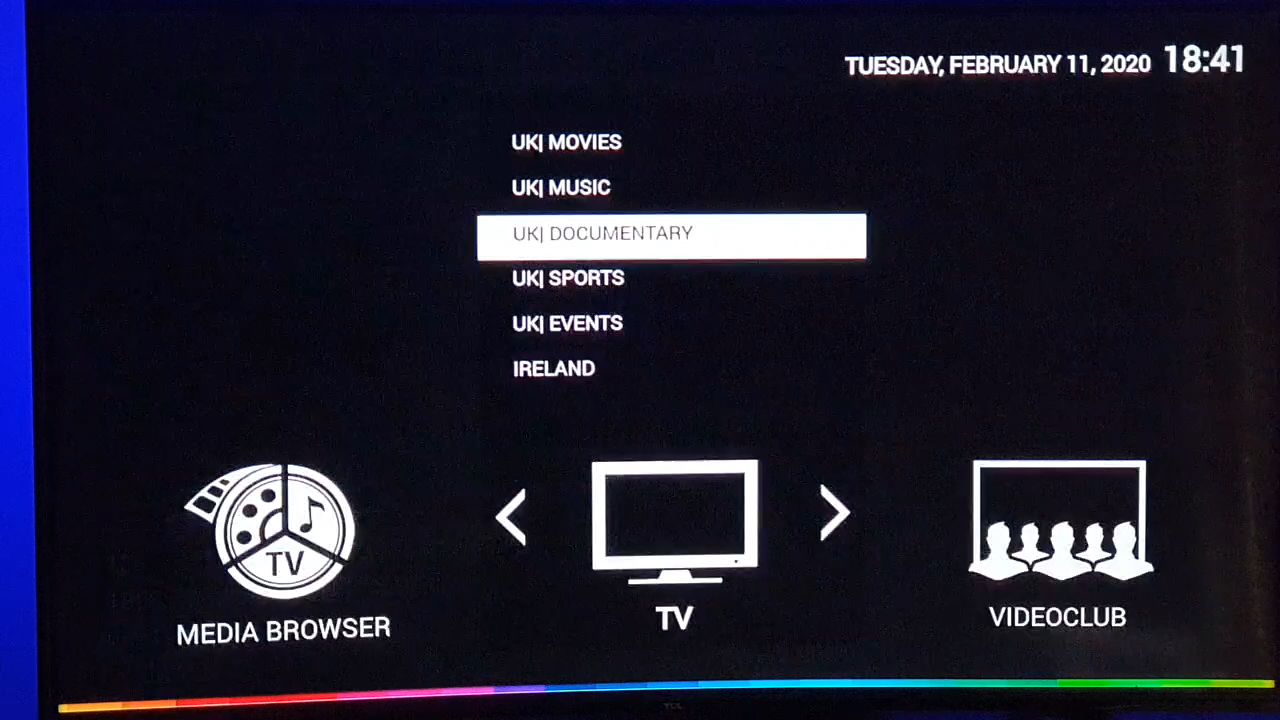 TUESDAY, FEBRUARY 11, 2020 18:41
UK| MOVIES
UK| MUSIC
UK| DOCUMENTARY
UK| SPORTS
UK| EVENTS
IRELAND
TV
MEDIA BROWSER
TV
VIDEOCLUB
TCL